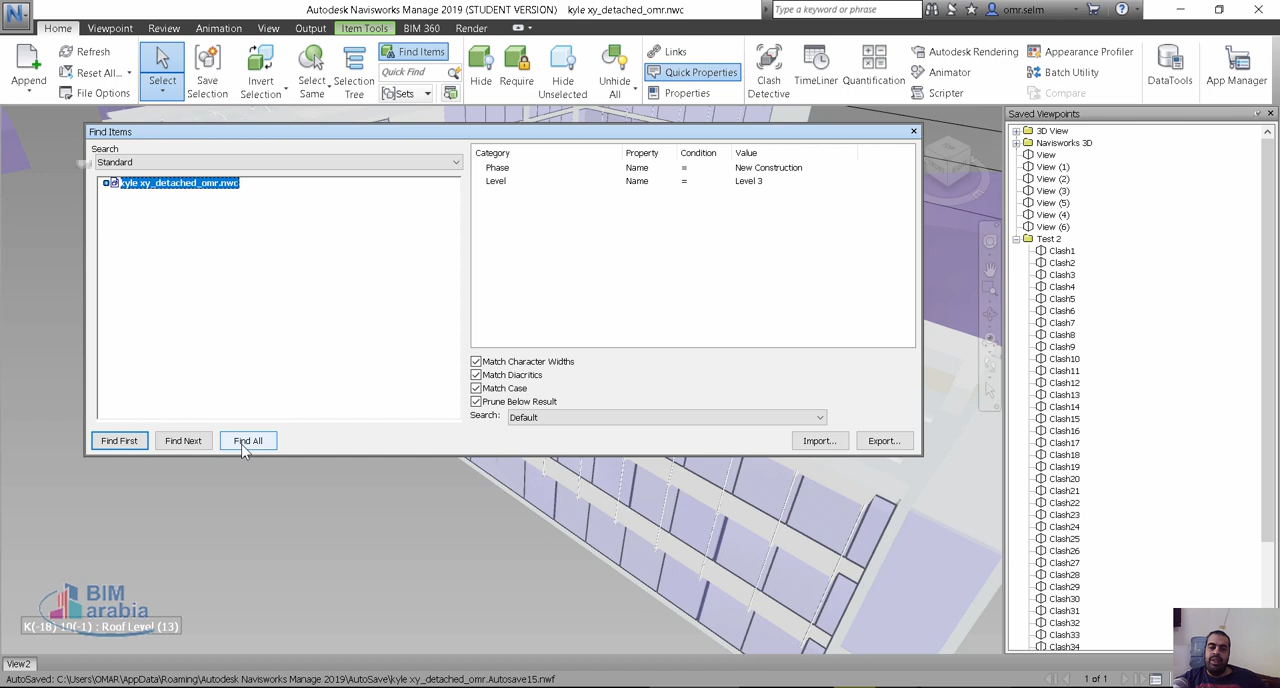 Autodesk Navisworks Manage 2019 (STUDENT VERSION) kyle xy_detached_omr.nwc
Type a keyword or phrase
omr.selm
Home Viewpoint Review Animation View Output Item Tools BIM 360 Render
Append
Refresh
Reset All...
File Options
Select
Save Selection
Invert Selection
Select Same
Selection Tree
Find Items
Quick Find
Sets
Hide
Require
Hide Unselected
Unhide All
Links
Quick Properties
Properties
Clash Detective
TimeLiner
Quantification
Autodesk Rendering
Animator
Scripter
Appearance Profiler
Batch Utility
Compare
DataTools
App Manager
Find Items
Search
Standard
kyle xy_detached_omr.nwc
Category Property Condition Value
Phase Name = New Construction
Level Name = Level 3
Match Character Widths
Match Diacritics
Match Case
Prune Below Result
Search: Default
Find First Find Next Find All Import... Export...
Saved Viewpoints
3D View
Navisworks 3D
View
View (1)
View (2)
View (3)
View (5)
View (4)
View (6)
Test 2
Clash1
Clash2
Clash3
Clash4
Clash5
Clash6
Clash7
Clash8
Clash9
Clash10
Clash11
Clash12
Clash13
Clash14
Clash15
Clash16
Clash17
Clash18
Clash19
Clash20
Clash21
Clash22
Clash23
Clash24
Clash25
Clash26
Clash27
Clash28
Clash29
Clash30
Clash31
Clash32
Clash33
Clash34
BIM
arabia
K(-18)-10(-1) : Roof Level (13)
View2
AutoSaved: C:\Users\OMAR\AppData\Roaming\Autodesk Navisworks Manage 2019\AutoSave\kyle xy_detached_omr.Autosave15.nwf
1 of 1